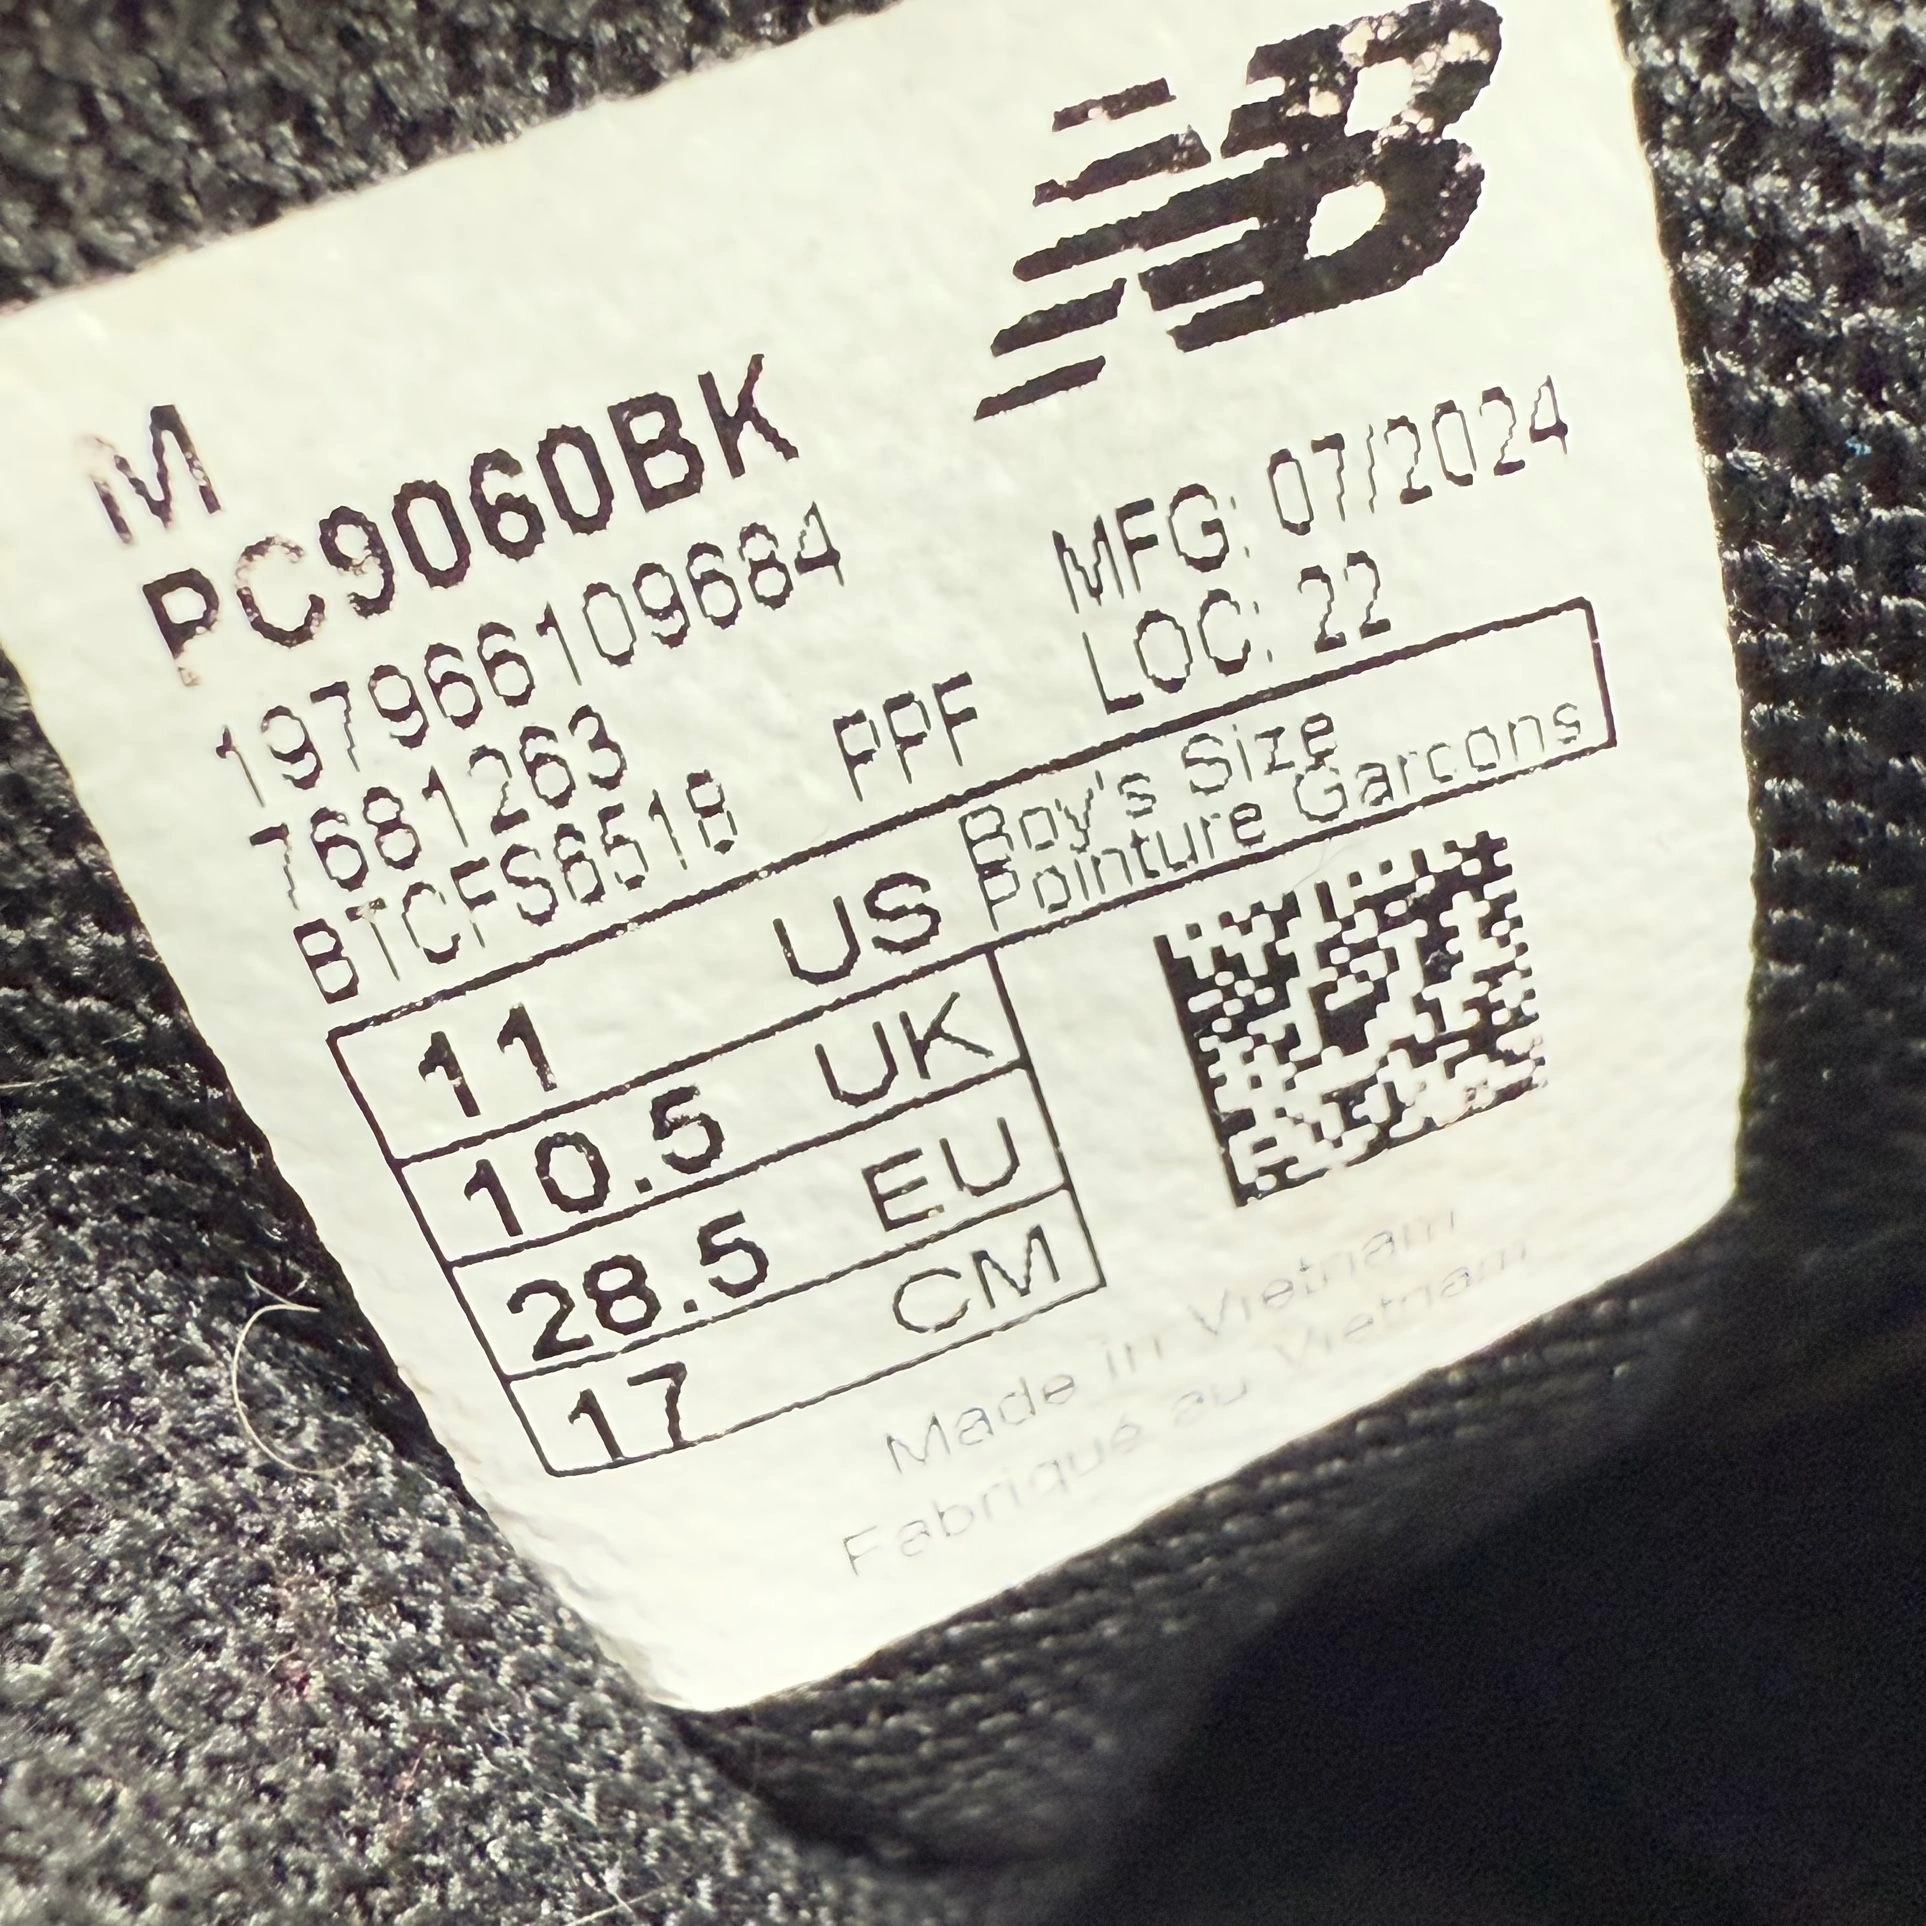 NB
M
PC9060BK
197966109684
7681263
BTCFS6518 PPF
MFG: 07/2024
LOC: 22
11 US
Boy's Size
Pointure Garcons
10.5 UK
28.5 EU
17 CM
Made in Vietnam
Fabriqué au Vietnam